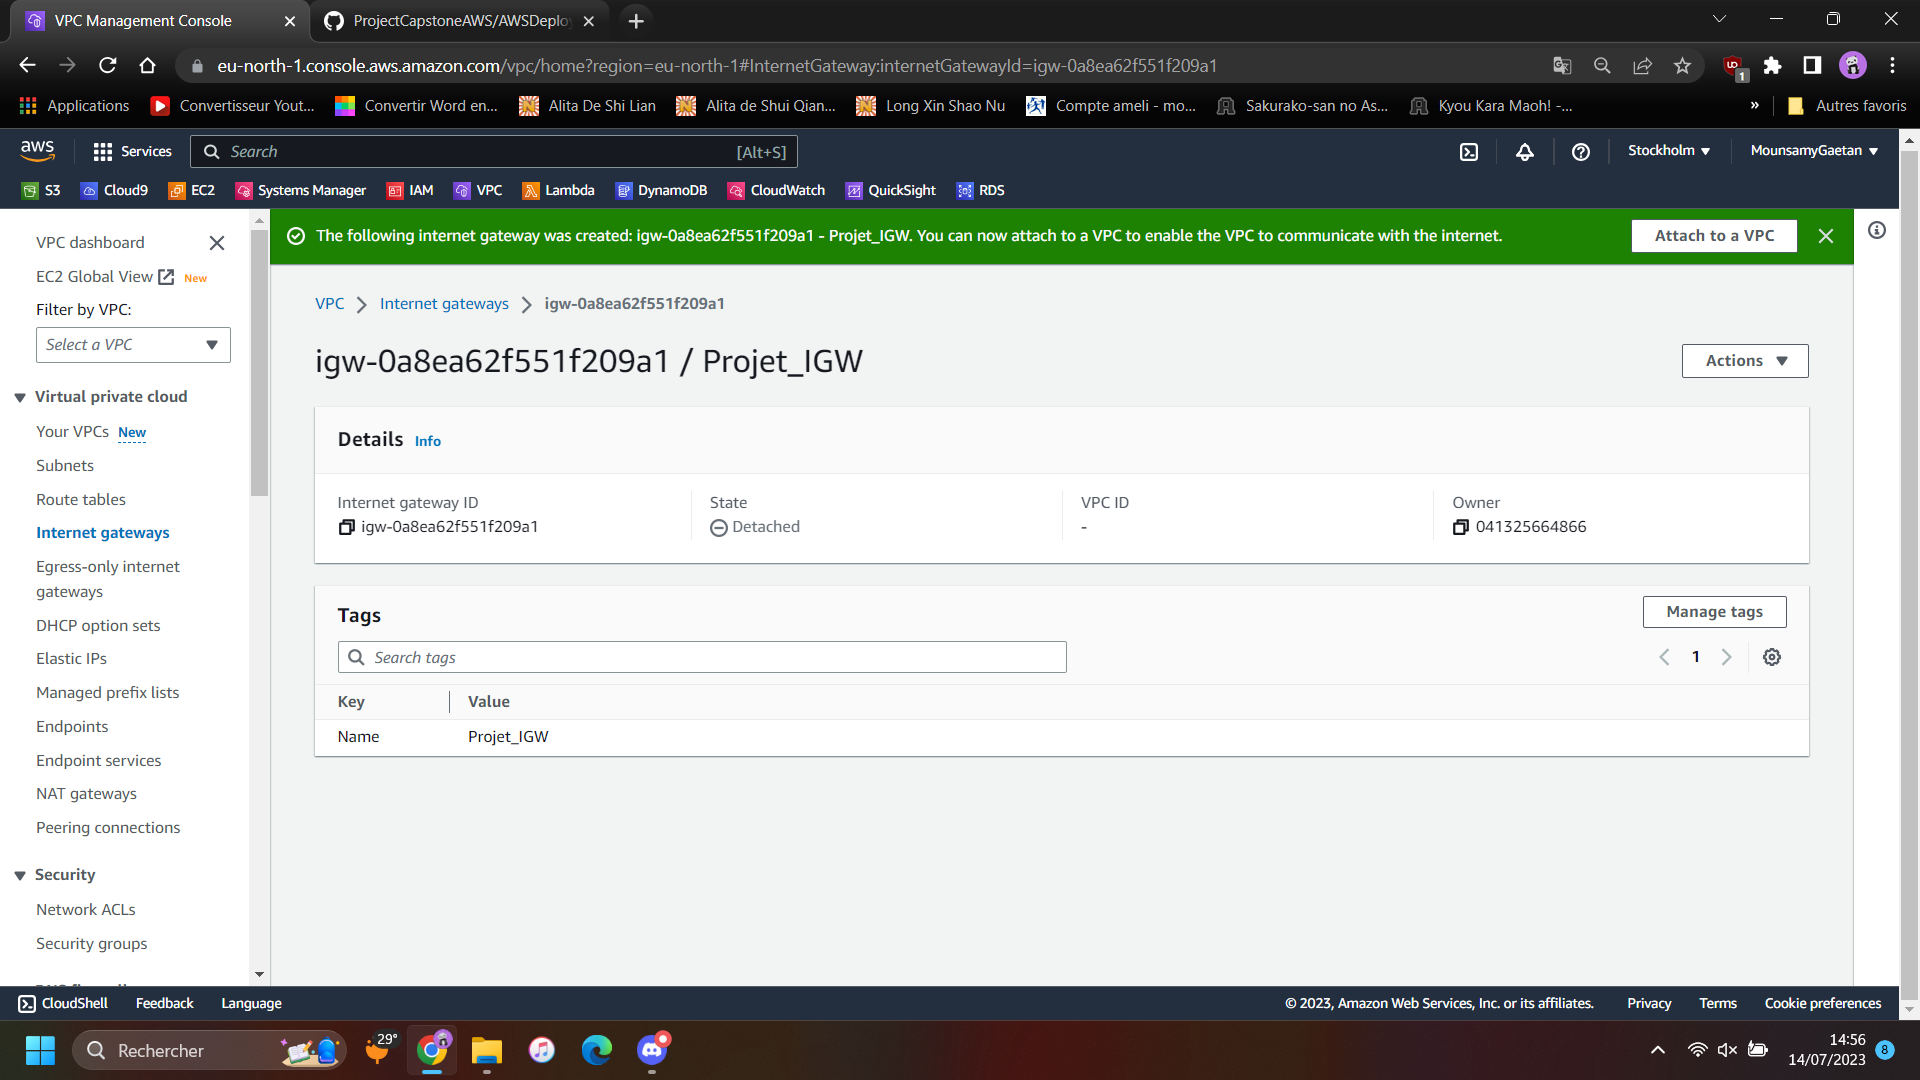 VPC Management Console
ProjectCapstoneAWS/AWSDeploy
eu-north-1.console.aws.amazon.com/vpc/home?region=eu-north-1#InternetGateway:internetGatewayId=igw-0a8ea62f551f209a1
1
Applications
Convertisseur Yout...
Convertir Word en...
Alita De Shi Lian
Alita de Shui Qian...
Long Xin Shao Nu
Compte ameli - mo...
Sakurako-san no As...
Kyou Kara Maoh! -...
»
Autres favoris
aws
Services
Search
[Alt+S]
Stockholm
MounsamyGaetan
S3
Cloud9
EC2
Systems Manager
IAM
VPC
Lambda
DynamoDB
CloudWatch
QuickSight
RDS
VPC dashboard
EC2 Global View New
Filter by VPC:
Select a VPC
Virtual private cloud
Your VPCs New
Subnets
Route tables
Internet gateways
Egress-only internet
gateways
DHCP option sets
Elastic IPs
Managed prefix lists
Endpoints
Endpoint services
NAT gateways
Peering connections
Security
Network ACLs
Security groups
The following internet gateway was created: igw-0a8ea62f551f209a1 - Projet_IGW. You can now attach to a VPC to enable the VPC to communicate with the internet.
Attach to a VPC
VPC
Internet gateways
igw-0a8ea62f551f209a1
igw-0a8ea62f551f209a1 / Projet_IGW
Actions
Details Info
Internet gateway ID
igw-0a8ea62f551f209a1
State
Detached
VPC ID
-
Owner
041325664866
Tags
Manage tags
Search tags
1
Key
Value
Name
Projet_IGW
CloudShell
Feedback
Language
© 2023, Amazon Web Services, Inc. or its affiliates.
Privacy
Terms
Cookie preferences
Rechercher
29°
14:56
14/07/2023
8